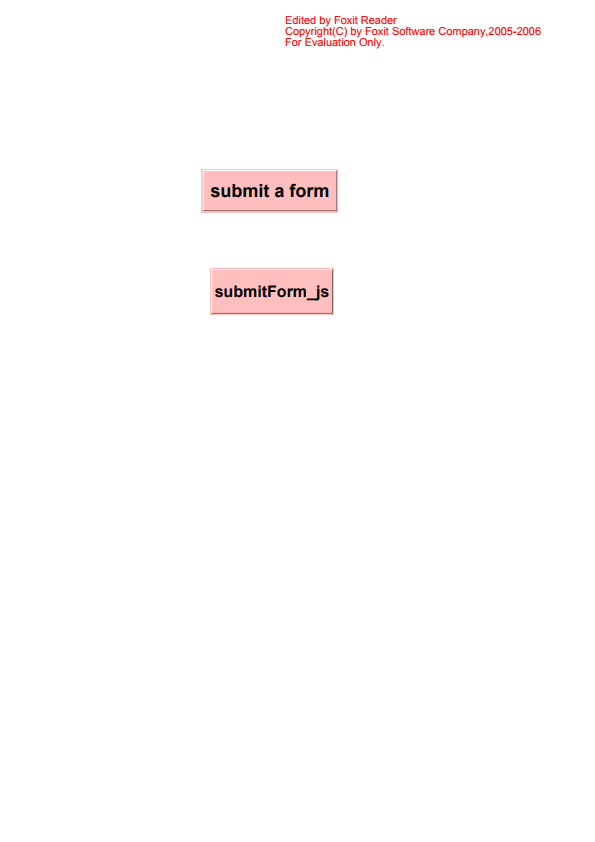 Edited by Foxit Reader
Copyright(C) by Foxit Software Company,2005-2006
For Evaluation Only.
submit a form
submitForm_js